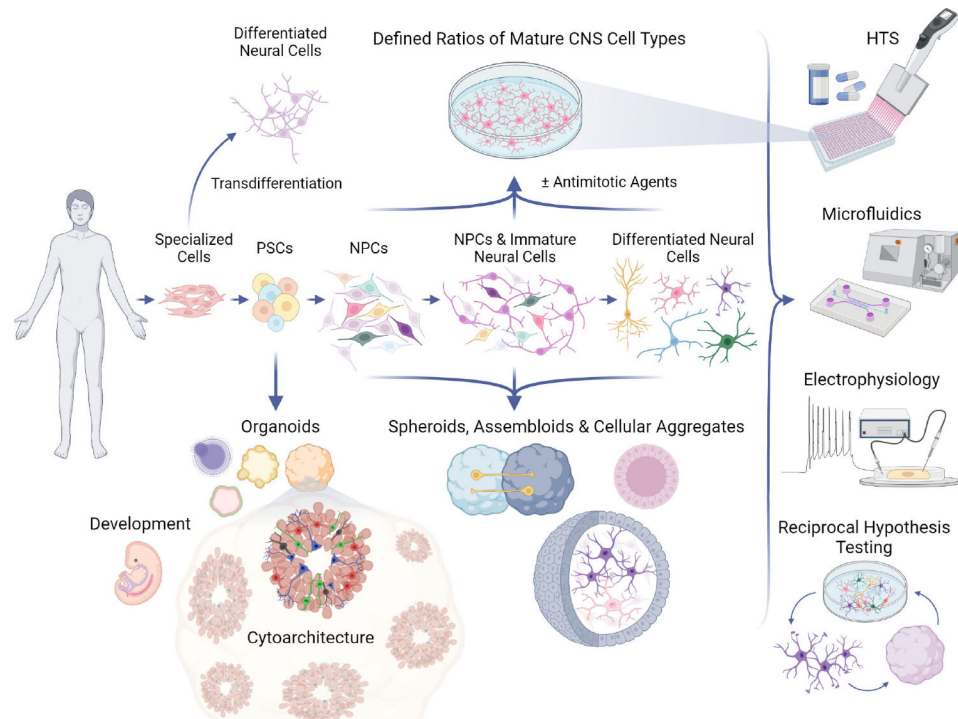 Differentiated
Neural Cells
Defined Ratios of Mature CNS Cell Types
HTS
Transdifferentiation
± Antimitotic Agents
Specialized
Cells
PSCs
NPCs
NPCs & Immature
Neural Cells
Differentiated Neural
Cells
Microfluidics
Electrophysiology
Organoids
Spheroids, Assembloids & Cellular Aggregates
Development
Cytoarchitecture
Reciprocal Hypothesis
Testing